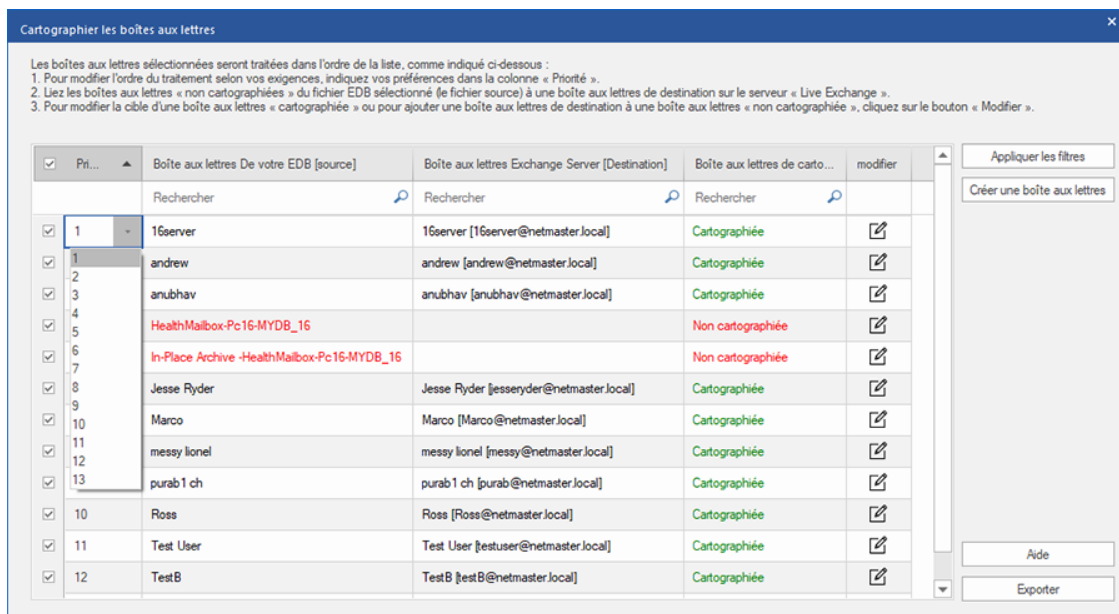 Cartographier les boîtes aux lettres
Les boîtes aux lettres sélectionnées seront traitées dans l'ordre de la liste, comme indiqué ci-dessous :
1. Pour modifier l'ordre du traitement selon vos exigences, indiquez vos préférences dans la colonne « Priorité ».
2. Liez les boîtes aux lettres « non cartographiées » du fichier EDB sélectionné (le fichier source) à une boîte aux lettres de destination sur le serveur « Live Exchange ».
3. Pour modifier la cible d'une boîte aux lettres « cartographiée » ou pour ajouter une boîte aux lettres de destination à une boîte aux lettres « non cartographiée », cliquez sur le bouton « Modifier ».
Pri... Boîte aux lettres De votre EDB [source] Boîte aux lettres Exchange Server [Destination] Boîte aux lettres de carto... modifier
Rechercher Rechercher Rechercher
1 16server 16server [16server@netmaster.local] Cartographiée
andrew andrew [andrew@netmaster.local] Cartographiée
anubhav anubhav [anubhav@netmaster.local] Cartographiée
HealthMailbox-Pc16-MYDB_16 Non cartographiée
In-Place Archive -HealthMailbox-Pc16-MYDB_16 Non cartographiée
Jesse Ryder Jesse Ryder [jesseryder@netmaster.local] Cartographiée
Marco Marco [Marco@netmaster.local] Cartographiée
messy lionel messy lionel [messy@netmaster.local] Cartographiée
purab1 ch purab1 ch [purab@netmaster.local] Cartographiée
10 Ross Ross [Ross@netmaster.local] Cartographiée
11 Test User Test User [testuser@netmaster.local] Cartographiée
12 TestB TestB [testB@netmaster.local] Cartographiée
1
2
3
4
5
6
7
8
9
10
11
12
13
Appliquer les filtres
Créer une boîte aux lettres
Aide
Exporter